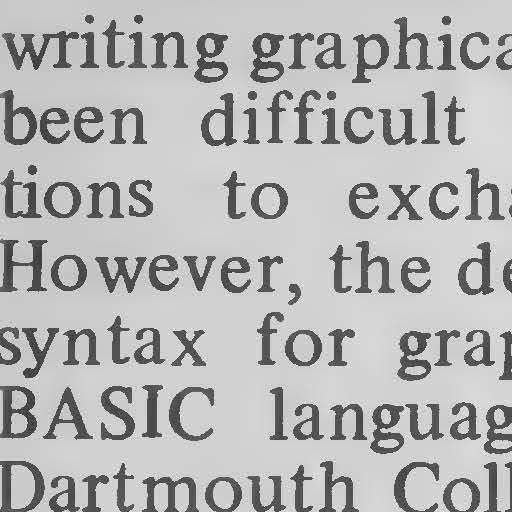 writing graphica
been difficult
tions to excha
However, the de
syntax for grap
BASIC languag
Dartmouth Coll